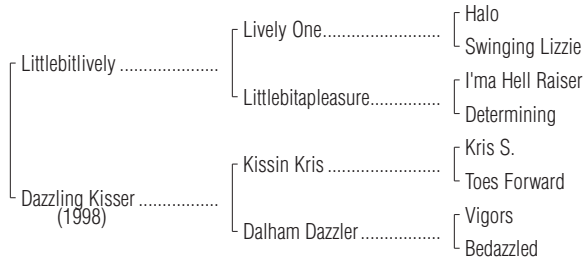 Halo
Lively One
Swinging Lizzie
Littlebitlively
I'ma Hell Raiser
Littlebitapleasure
Determining
Kris S.
Kissin Kris
Toes Forward
Dazzling Kisser
(1998)
Vigors
Dalham Dazzler
Bedazzled